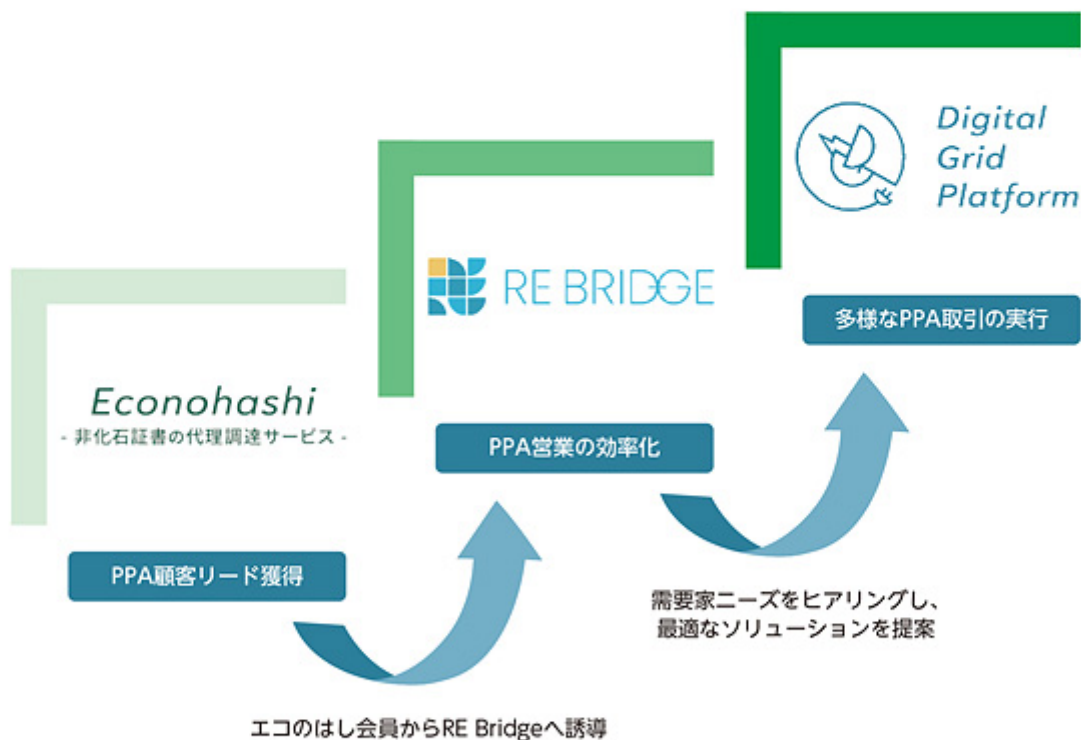 Econohashi
- 非化石証書の代理調達サービス -
PPA顧客リード獲得
エコのはし会員からRE Bridgeへ誘導
RE BRIDGE
PPA営業の効率化
需要家ニーズをヒアリングし、
最適なソリューションを提案
Digital
Grid
Platform
多様なPPA取引の実行